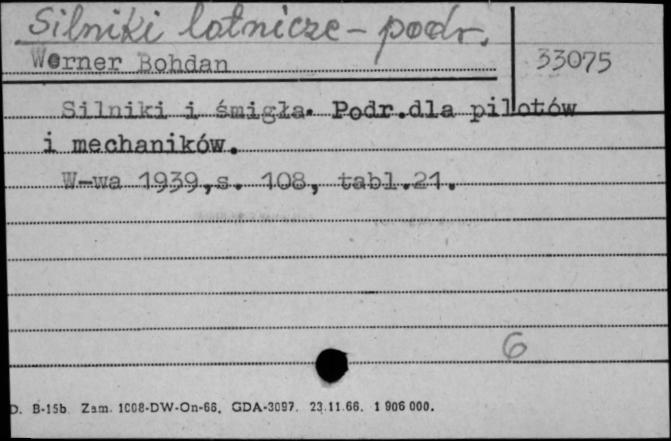 Silniki lotnicze - podr.
Werner Bohdan
33075
Silniki i śmigła. Podr.dla pilotów
i mechaników.
W-wa 1939,s. 108, tabl.21.
6
D. B-15b. Zam. 1008-DW-On-66. GDA-3097. 23.11.66. 1 906 000.